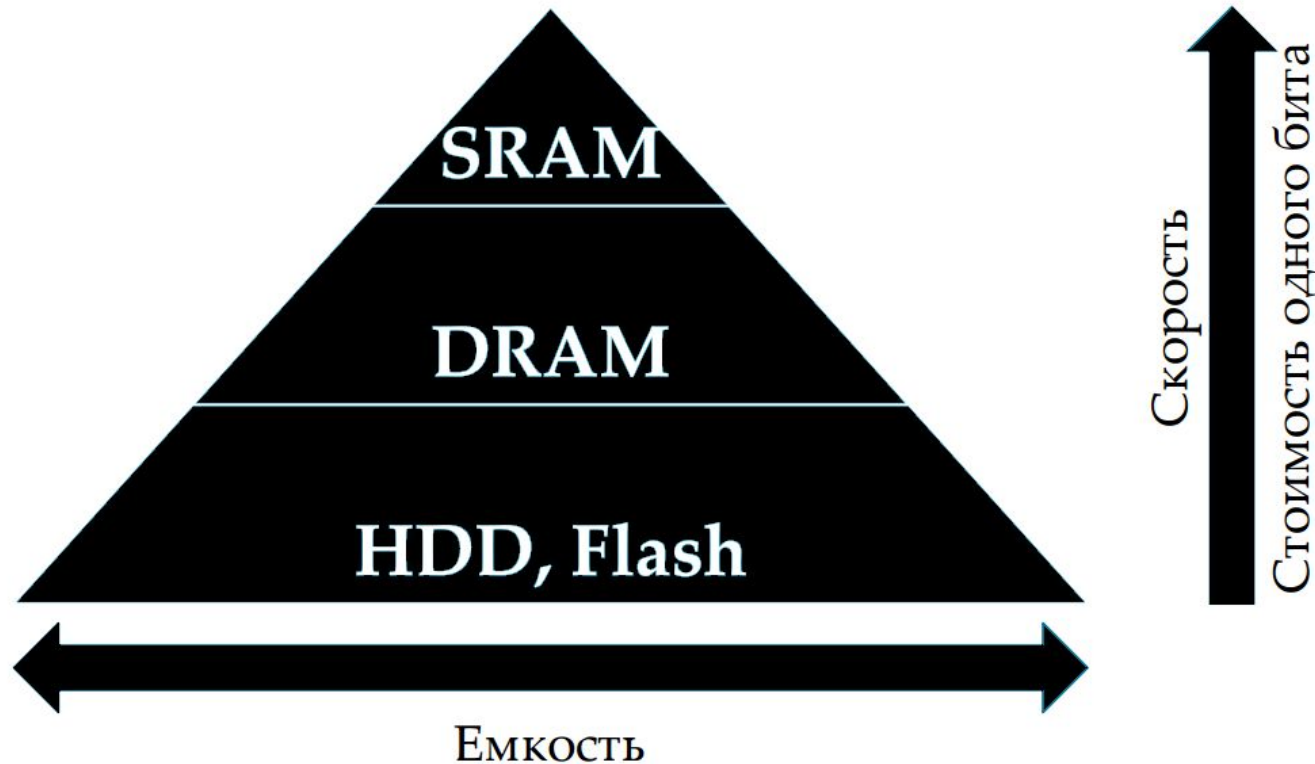 SRAM
DRAM
HDD, Flash
Емкость
Скорость
Стоимость одного бита